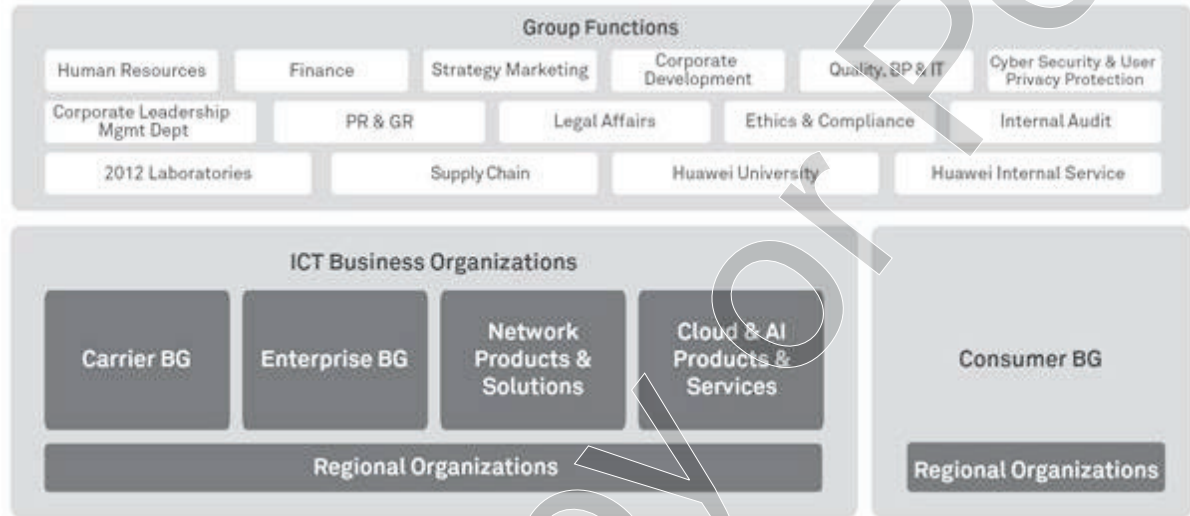 Group Functions
Human Resources
Finance
Strategy Marketing
Corporate
Development
Quality, BP & IT
Cyber Security & User
Privacy Protection
Corporate Leadership
Mgmt Dept
PR & GR
Legal Affairs
Ethics & Compliance
Internal Audit
2012 Laboratories
Supply Chain
Huawei University
Huawei Internal Service
ICT Business Organizations
Carrier BG
Enterprise BG
Network
Products &
Solutions
Cloud & AI
Products &
Services
Regional Organizations
Consumer BG
Regional Organizations